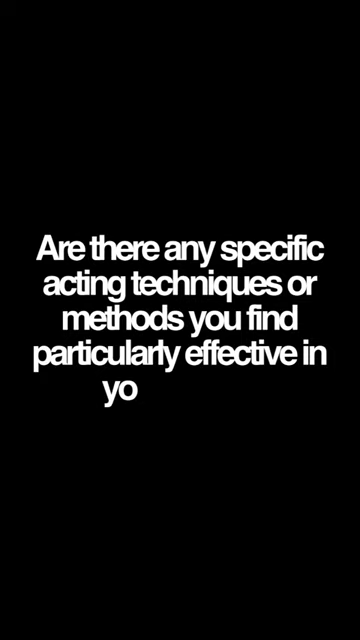 Are there any specific
acting techniques or
methods you find
particularly effective in
yo